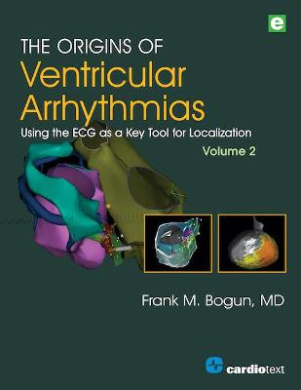 e
THE ORIGINS OF
Ventricular
Arrhythmias
Using the ECG as a Key Tool for Localization
Volume 2
Frank M. Bogun, MD
cardiotext